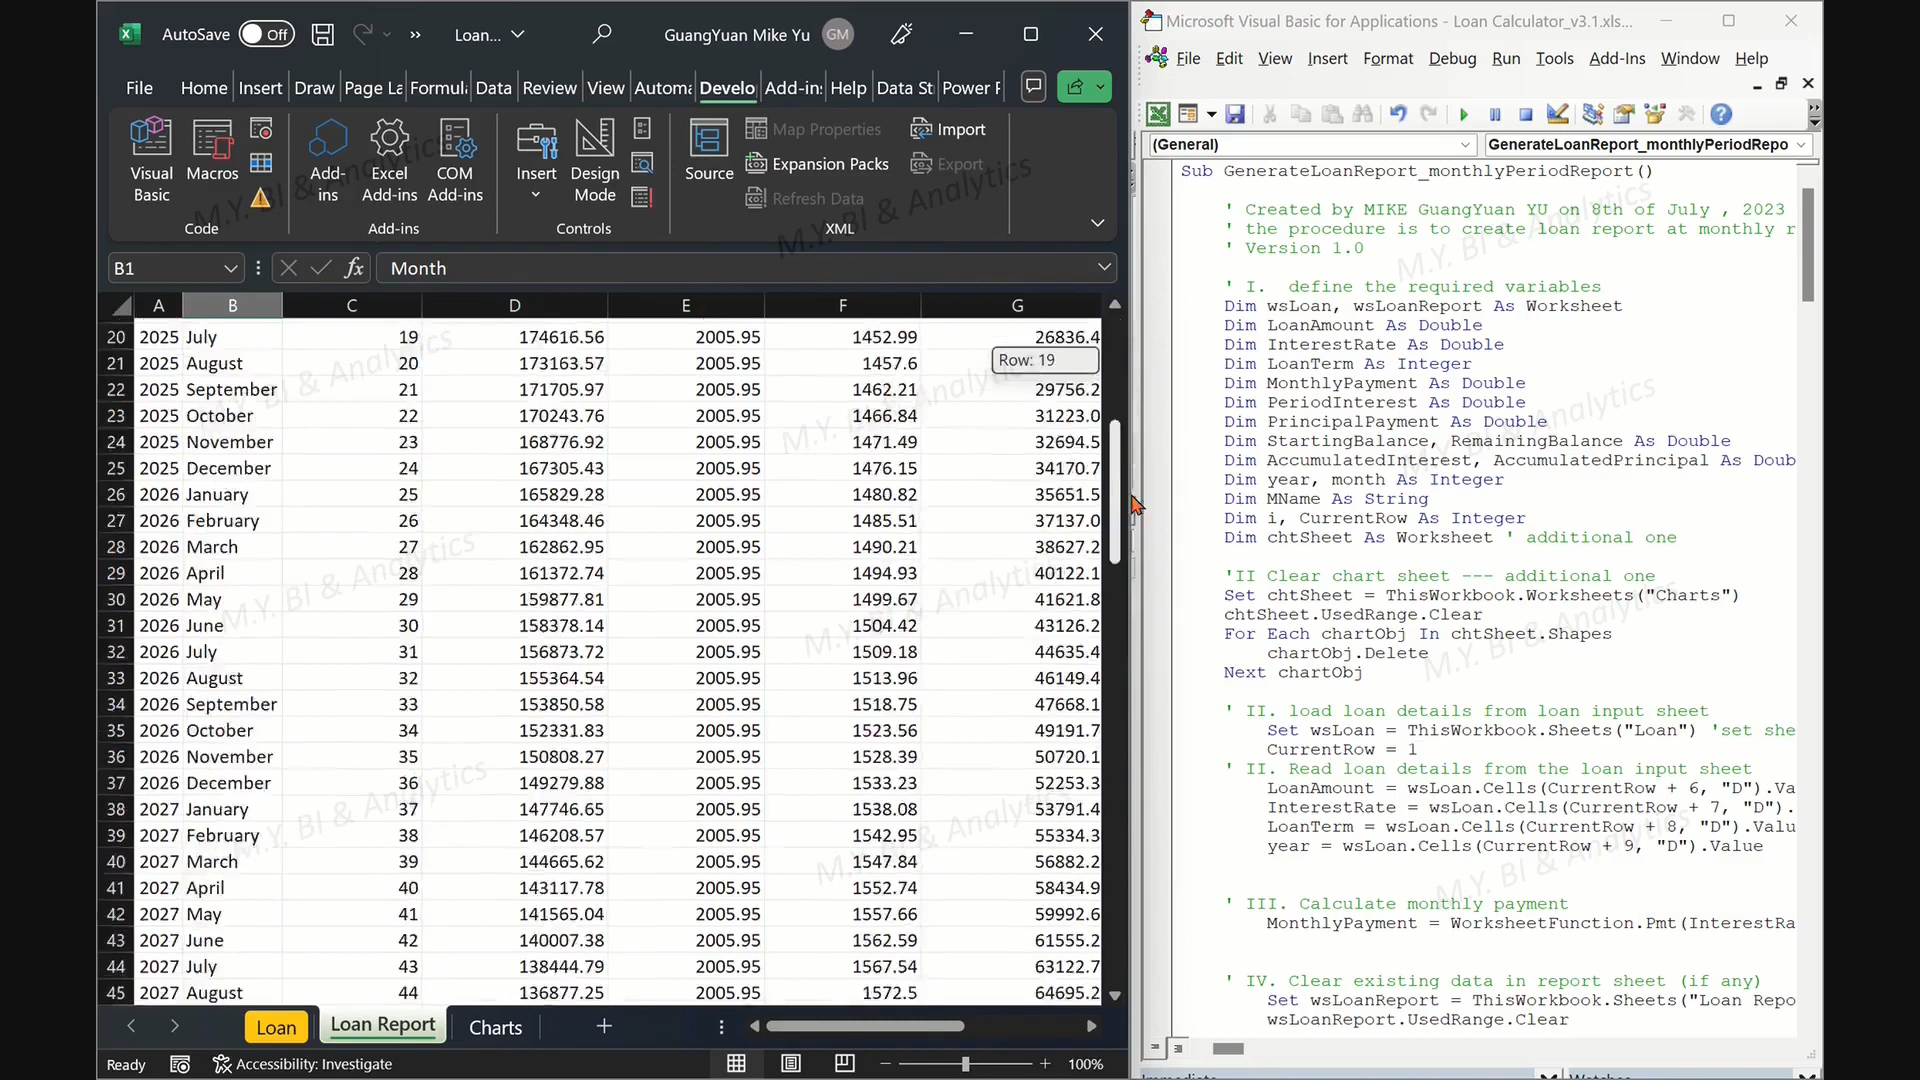 AutoSave Off Loan... GuangYuan Mike Yu GM
File Home Insert Draw Page La Formul Data Review View Automa Develo Add-in Help Data St Power F
Visual Basic
Macros
Code
Add-ins
Excel Add-ins
COM Add-ins
Add-ins
Insert
Design Mode
Controls
Source
Map Properties
Expansion Packs
Refresh Data
Import
Export
XML
B1 fx Month
A B C D E F G
20 2025 July 19 174616.56 2005.95 1452.99 26836.4
Row: 19
21 2025 August 20 173163.57 2005.95 1457.6
22 2025 September 21 171705.97 2005.95 1462.21 29756.2
23 2025 October 22 170243.76 2005.95 1466.84 31223.0
24 2025 November 23 168776.92 2005.95 1471.49 32694.5
25 2025 December 24 167305.43 2005.95 1476.15 34170.7
26 2026 January 25 165829.28 2005.95 1480.82 35651.5
27 2026 February 26 164348.46 2005.95 1485.51 37137.0
28 2026 March 27 162862.95 2005.95 1490.21 38627.2
29 2026 April 28 161372.74 2005.95 1494.93 40122.1
30 2026 May 29 159877.81 2005.95 1499.67 41621.8
31 2026 June 30 158378.14 2005.95 1504.42 43126.2
32 2026 July 31 156873.72 2005.95 1509.18 44635.4
33 2026 August 32 155364.54 2005.95 1513.96 46149.4
34 2026 September 33 153850.58 2005.95 1518.75 47668.1
35 2026 October 34 152331.83 2005.95 1523.56 49191.7
36 2026 November 35 150808.27 2005.95 1528.39 50720.1
37 2026 December 36 149279.88 2005.95 1533.23 52253.3
38 2027 January 37 147746.65 2005.95 1538.08 53791.4
39 2027 February 38 146208.57 2005.95 1542.95 55334.3
40 2027 March 39 144665.62 2005.95 1547.84 56882.2
41 2027 April 40 143117.78 2005.95 1552.74 58434.9
42 2027 May 41 141565.04 2005.95 1557.66 59992.6
43 2027 June 42 140007.38 2005.95 1562.59 61555.2
44 2027 July 43 138444.79 2005.95 1567.54 63122.7
45 2027 August 44 136877.25 2005.95 1572.5 64695.2
Loan Loan Report Charts
Ready Accessibility: Investigate 100%
Microsoft Visual Basic for Applications - Loan Calculator_v3.1.xls...
File Edit View Insert Format Debug Run Tools Add-Ins Window Help
(General) GenerateLoanReport_monthlyPeriodRepo
Sub GenerateLoanReport_monthlyPeriodReport()
' Created by MIKE GuangYuan YU on 8th of July , 2023
' the procedure is to create loan report at monthly r
' Version 1.0
' I. define the required variables
Dim wsLoan, wsLoanReport As Worksheet
Dim LoanAmount As Double
Dim InterestRate As Double
Dim LoanTerm As Integer
Dim MonthlyPayment As Double
Dim PeriodInterest As Double
Dim PrincipalPayment As Double
Dim StartingBalance, RemainingBalance As Double
Dim AccumulatedInterest, AccumulatedPrincipal As Doub
Dim year, month As Integer
Dim MName As String
Dim i, CurrentRow As Integer
Dim chtSheet As Worksheet ' additional one
'II Clear chart sheet --- additional one
Set chtSheet = ThisWorkbook.Worksheets("Charts")
chtSheet.UsedRange.Clear
For Each chartObj In chtSheet.Shapes
chartObj.Delete
Next chartObj
' II. load loan details from loan input sheet
Set wsLoan = ThisWorkbook.Sheets("Loan") 'set she
CurrentRow = 1
' II. Read loan details from the loan input sheet
LoanAmount = wsLoan.Cells(CurrentRow + 6, "D").Va
InterestRate = wsLoan.Cells(CurrentRow + 7, "D").
LoanTerm = wsLoan.Cells(CurrentRow + 8, "D").Valu
year = wsLoan.Cells(CurrentRow + 9, "D").Value
' III. Calculate monthly payment
MonthlyPayment = WorksheetFunction.Pmt(InterestRa
' IV. Clear existing data in report sheet (if any)
Set wsLoanReport = ThisWorkbook.Sheets("Loan Repo
wsLoanReport.UsedRange.Clear
M.Y. BI & Analytics
M.Y. BI & Analytics
M.Y. BI & Analytics
M.Y. BI & Analytics
M.Y. BI & Analytics
M.Y. BI & Analytics
M.Y. BI & Analytics
M.Y. BI & Analytics
M.Y. BI & Analytics
M.Y. BI & Analytics
M.Y. BI & Analytics
M.Y. BI & Analytics